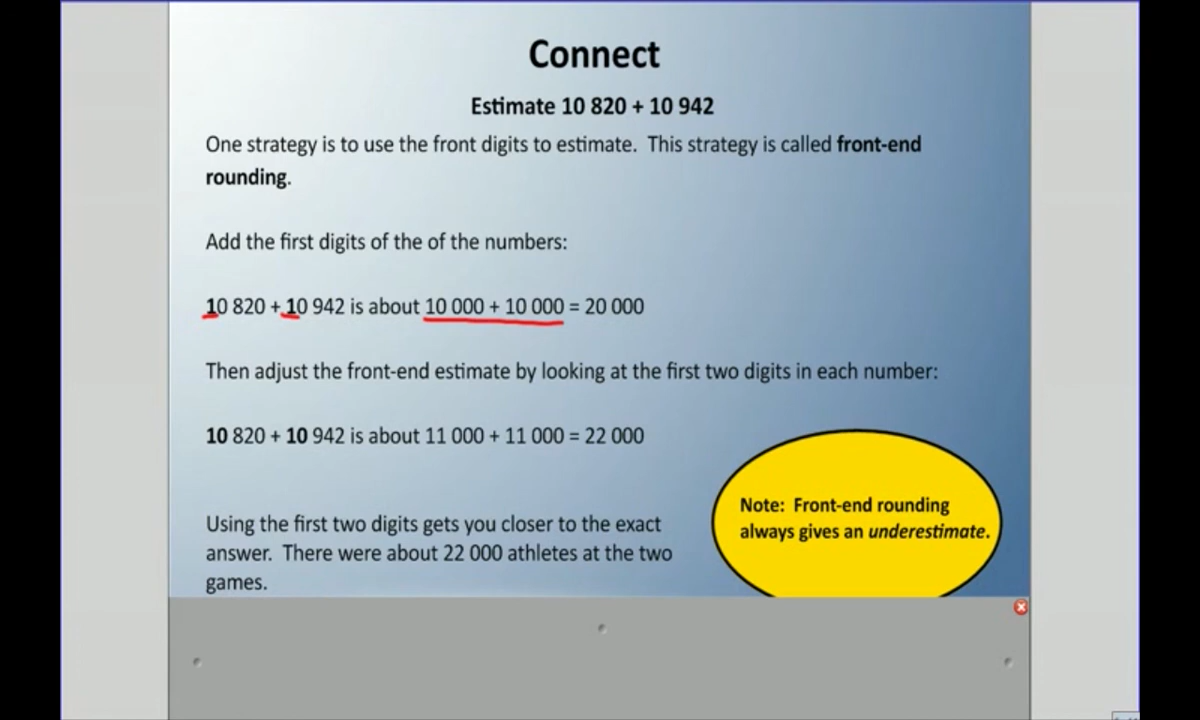 Connect
Estimate 10 820 + 10 942
One strategy is to use the front digits to estimate. This strategy is called front-end
rounding.
Add the first digits of the of the numbers:
10 820 + 10 942 is about 10 000 + 10 000 = 20 000
Then adjust the front-end estimate by looking at the first two digits in each number:
10 820 + 10 942 is about 11 000 + 11 000 = 22 000
Using the first two digits gets you closer to the exact
answer. There were about 22 000 athletes at the two
games.
Note: Front-end rounding
always gives an underestimate.